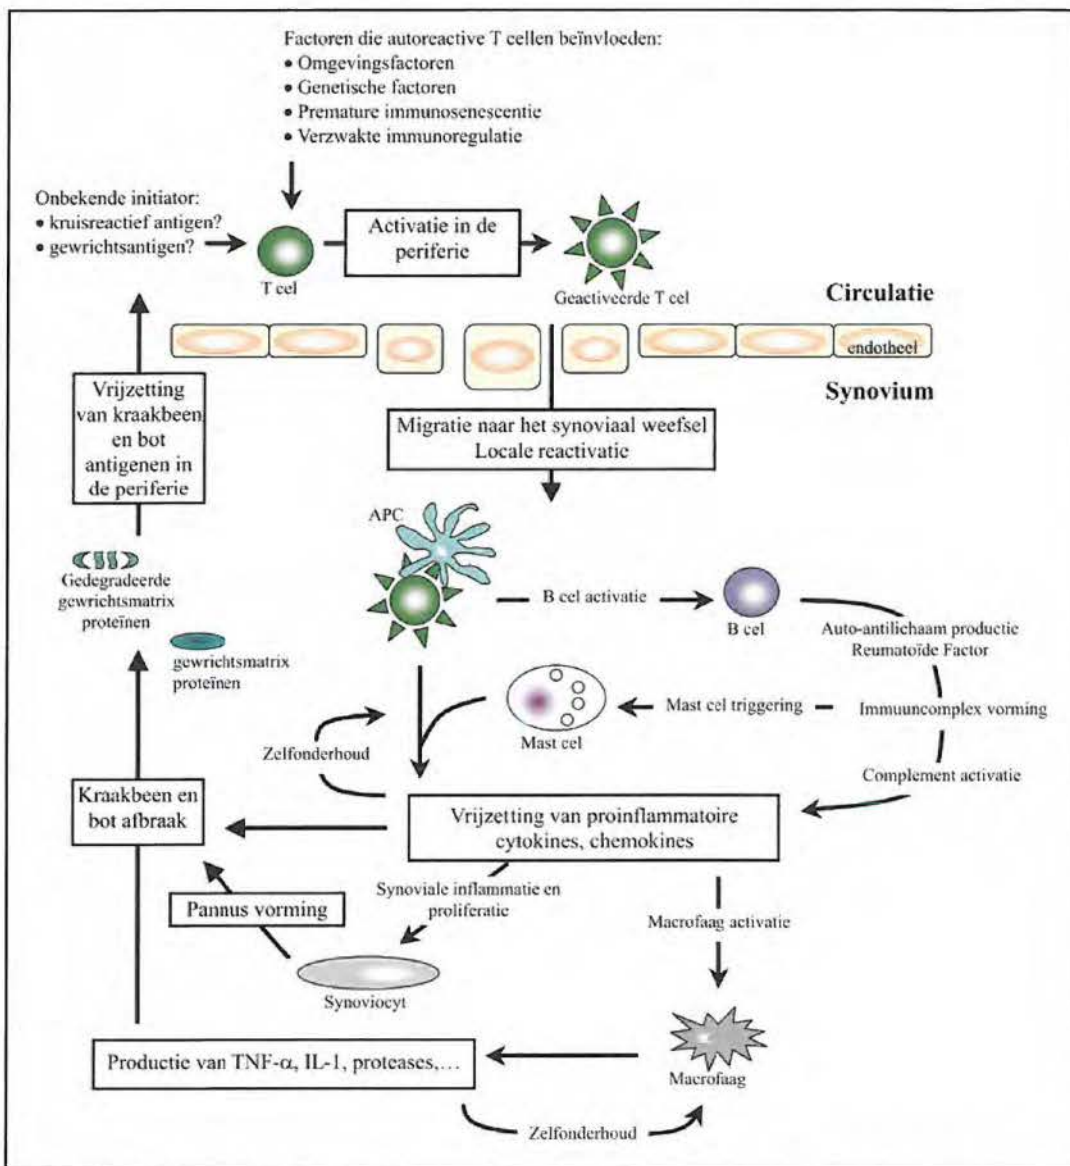 Factoren die autoreactive T cellen beïnvloeden:
• Omgevingsfactoren
• Genetische factoren
• Premature immunosenescentie
• Verzwakte immunoregulatie
Onbekende initiator:
• kruisreactief antigen?
• gewrichtsantigen?
T cel
Activatie in de
periferie
Geactiveerde T cel
Circulatie
endotheel
Synovium
Vrijzetting
van kraakbeen
en bot
antigenen in
de periferie
Migratie naar het synoviaal weefsel
Locale reactivatie
APC
Gedegradeerde
gewrichtsmatrix
proteïnen
gewrichtsmatrix
proteïnen
B cel activatie
B cel
Auto-antilichaam productie
Reumatoïde Factor
Mast cel
Mast cel triggering
Immuuncomplex vorming
Zelfonderhoud
Complement activatie
Kraakbeen en
bot afbraak
Vrijzetting van proinflammatoire
cytokines, chemokines
Synoviale inflammatie en
proliferatie
Pannus vorming
Macrofaag activatie
Synoviocyt
Productie van TNF-α, IL-1, proteases,…
Macrofaag
Zelfonderhoud